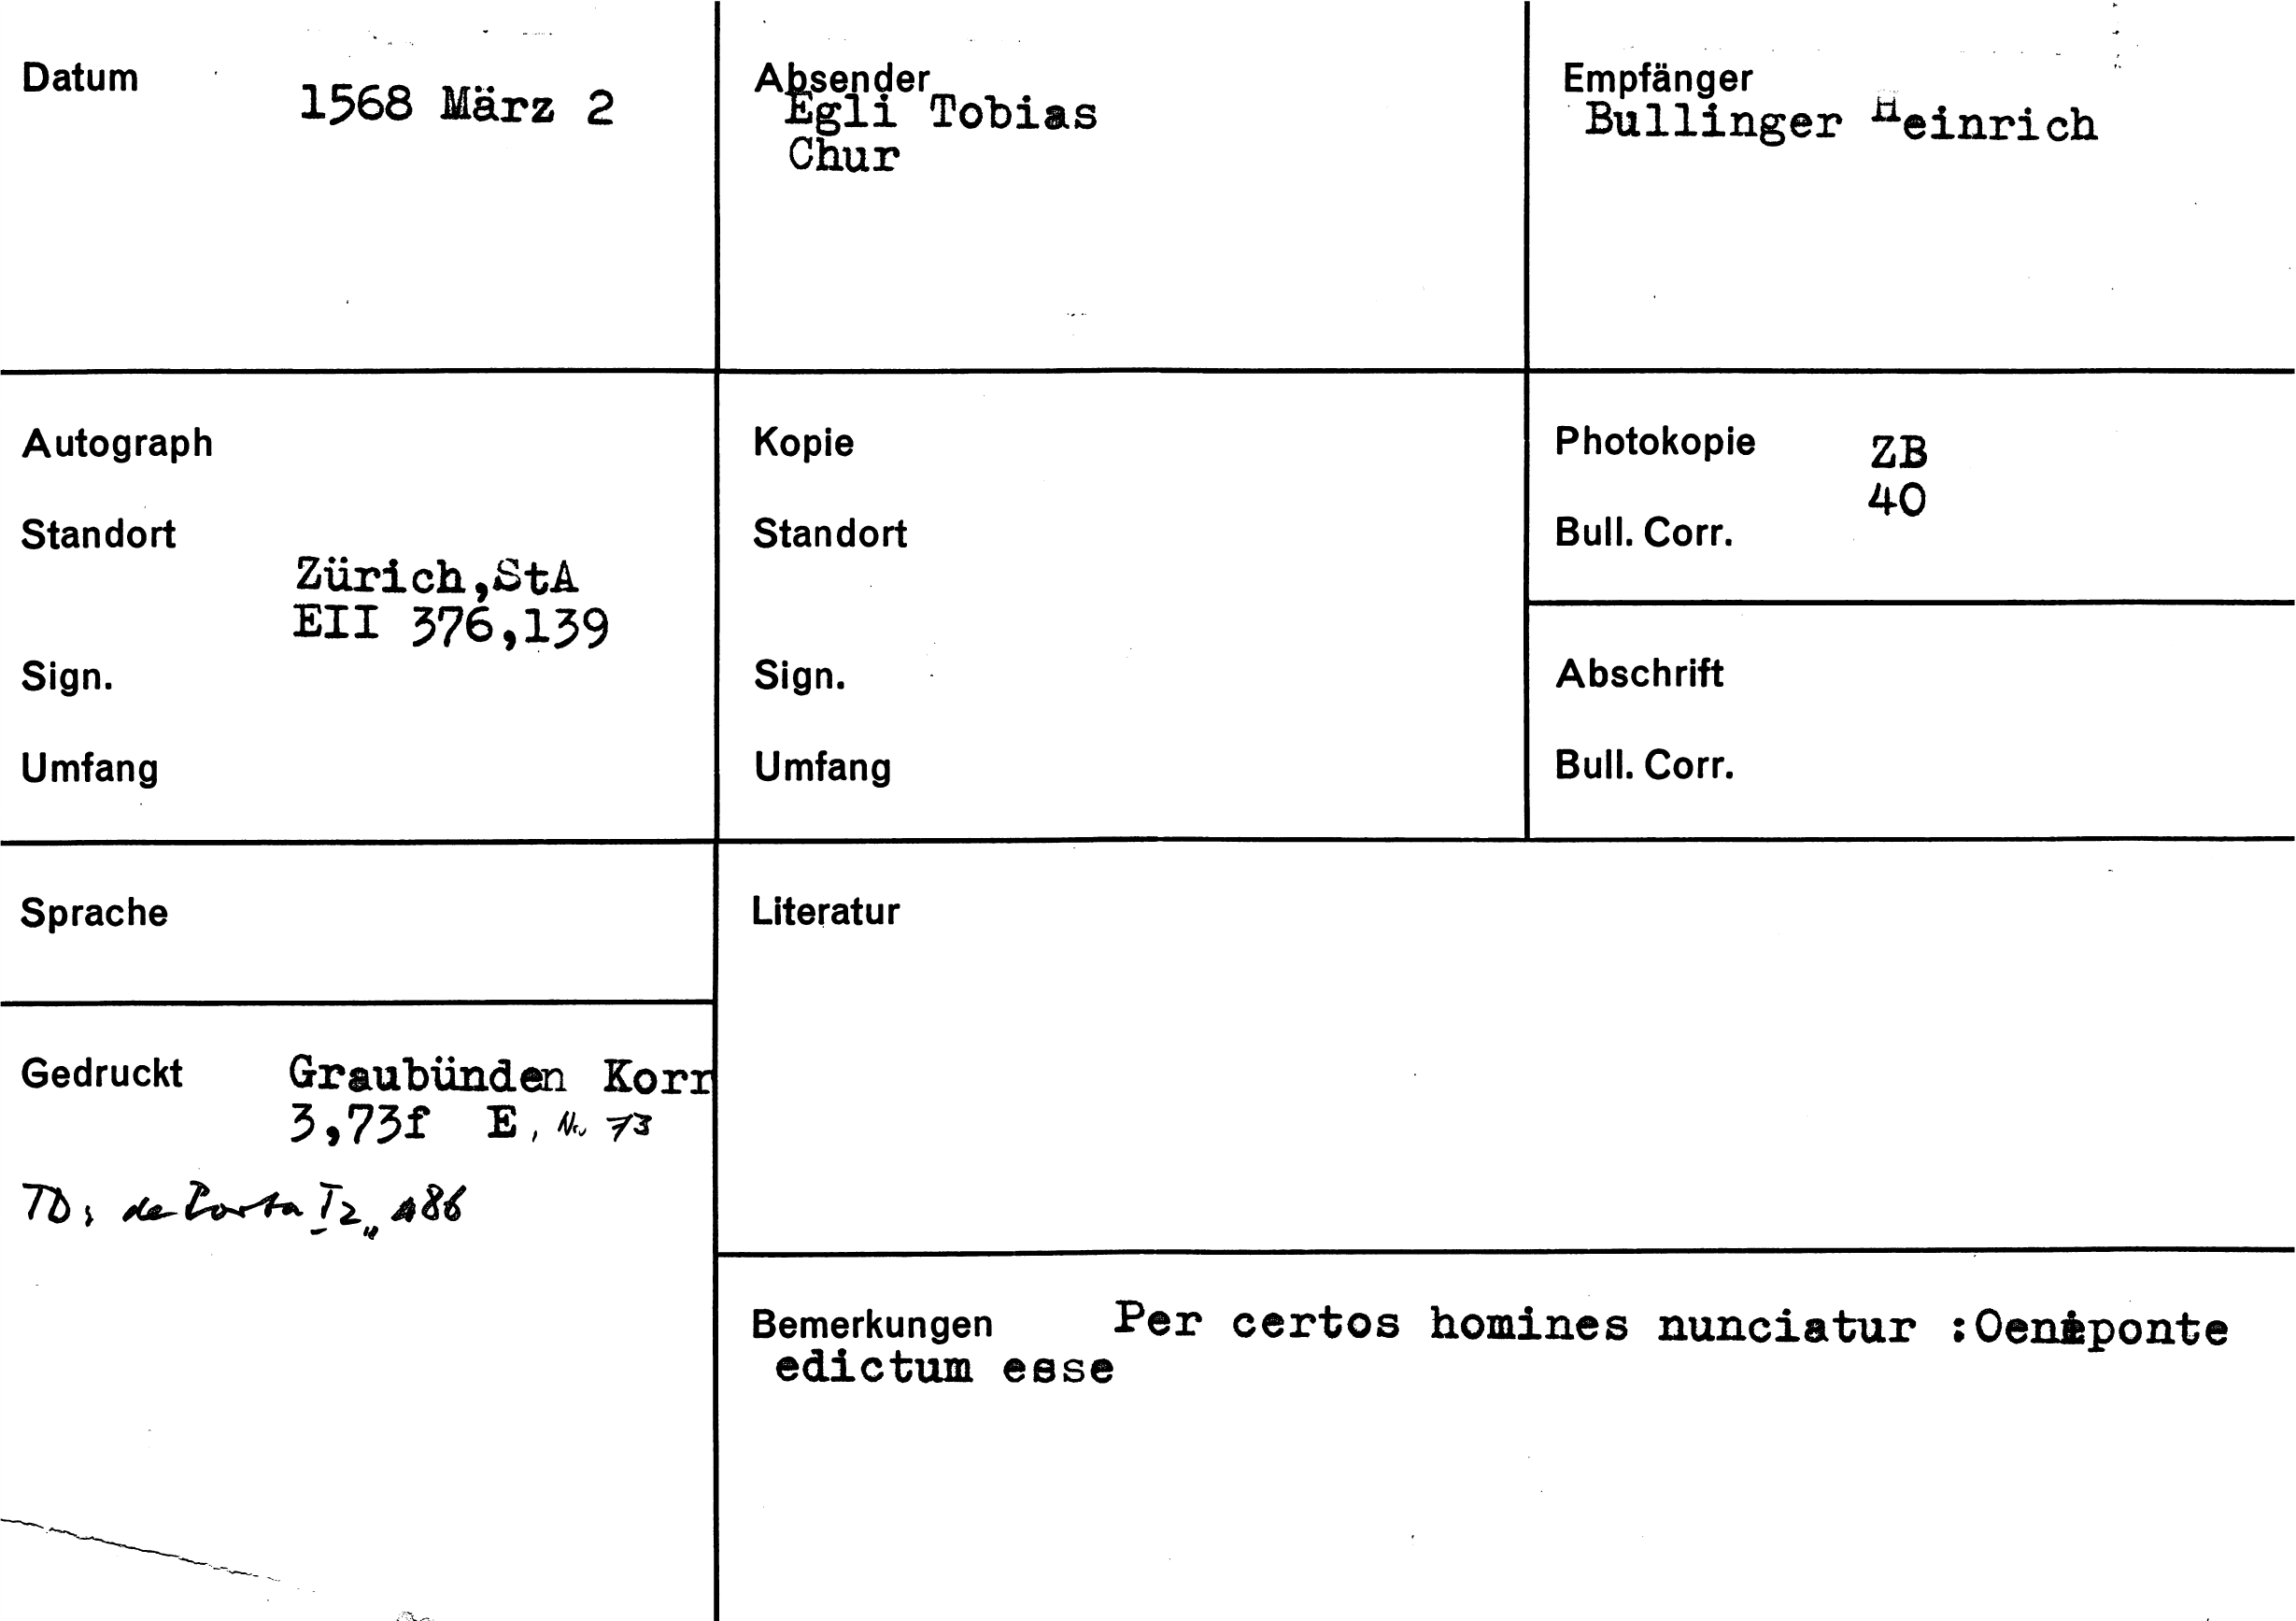 Datum
1568 März 2
Absender
Egli Tobias
Chur
Empfänger
Bullinger Heinrich
Autograph
Standort
Zürich,StA
EII 376,139
Sign.
Umfang
Kopie
Standort
Sign.
Umfang
Photokopie ZB
40
Bull. Corr.
Abschrift
Bull. Corr.
Sprache
Literatur
Gedruckt Graubünden Korr
3,73f E, Nr. 73
TD: de Porta I 2,, 486
Bemerkungen Per certos homines nunciatur :Oeniponte
edictum esse